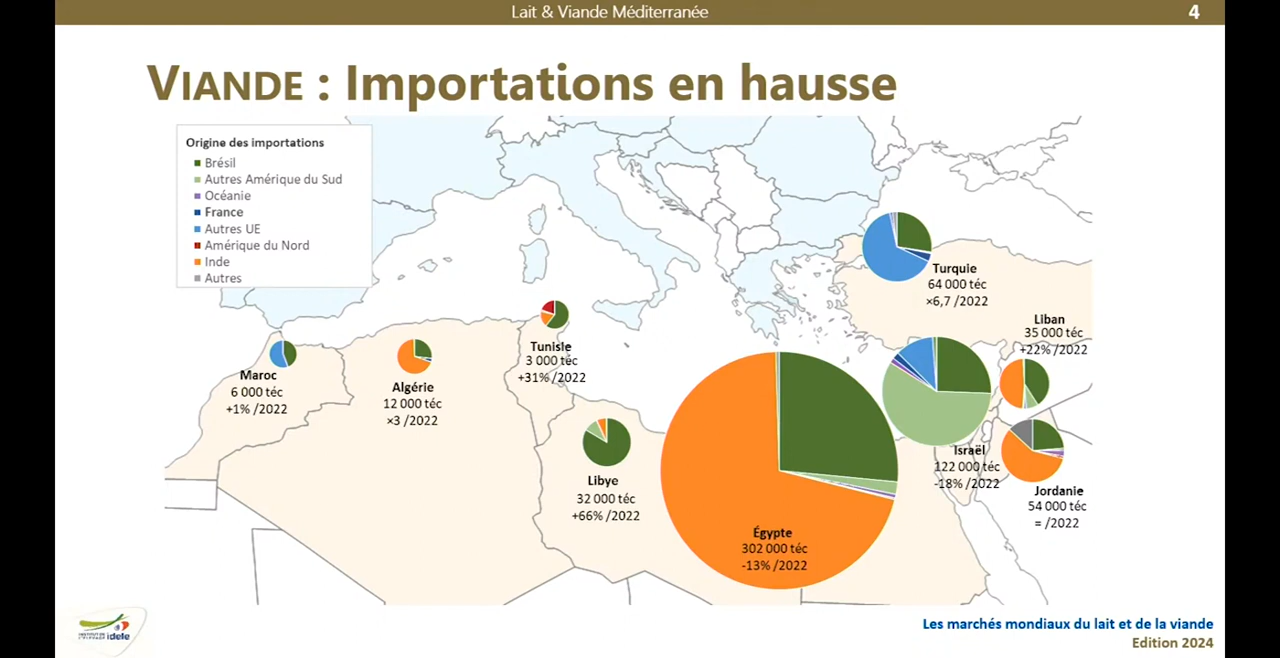 Lait & Viande Méditerranée
4
VIANDE : Importations en hausse
Origine des importations
Brésil
Autres Amérique du Sud
Océanie
France
Autres UE
Amérique du Nord
Inde
Autres
Turquie
64 000 téc
×6,7 /2022
Liban
35 000 téc
+22% /2022
Tunisie
3 000 téc
+31% /2022
Maroc
6 000 téc
+1% /2022
Algérie
12 000 téc
×3 /2022
Libye
32 000 téc
+66% /2022
Égypte
302 000 téc
-13% /2022
Israël
122 000 téc
-18% /2022
Jordanie
54 000 téc
= /2022
idele
Les marchés mondiaux du lait et de la viande
Edition 2024